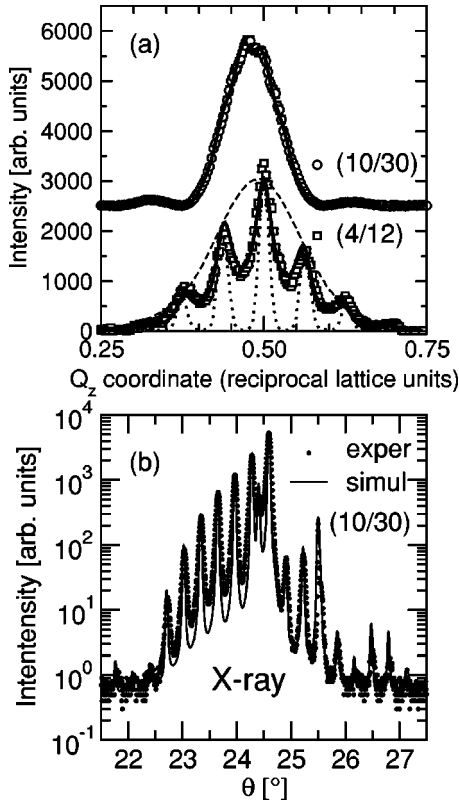 (a)
6000
5000
4000
3000
2000
1000
0
Intensity [arb. units]
(10/30)
(4/12)
0.25
0.50
0.75
Qz coordinate (reciprocal lattice units)
(b)
10^4
10^3
10^2
10^1
10^0
10^-1
Intentensity [arb. units]
exper
simul
(10/30)
X-ray
22 23 24 25 26 27
θ [°]